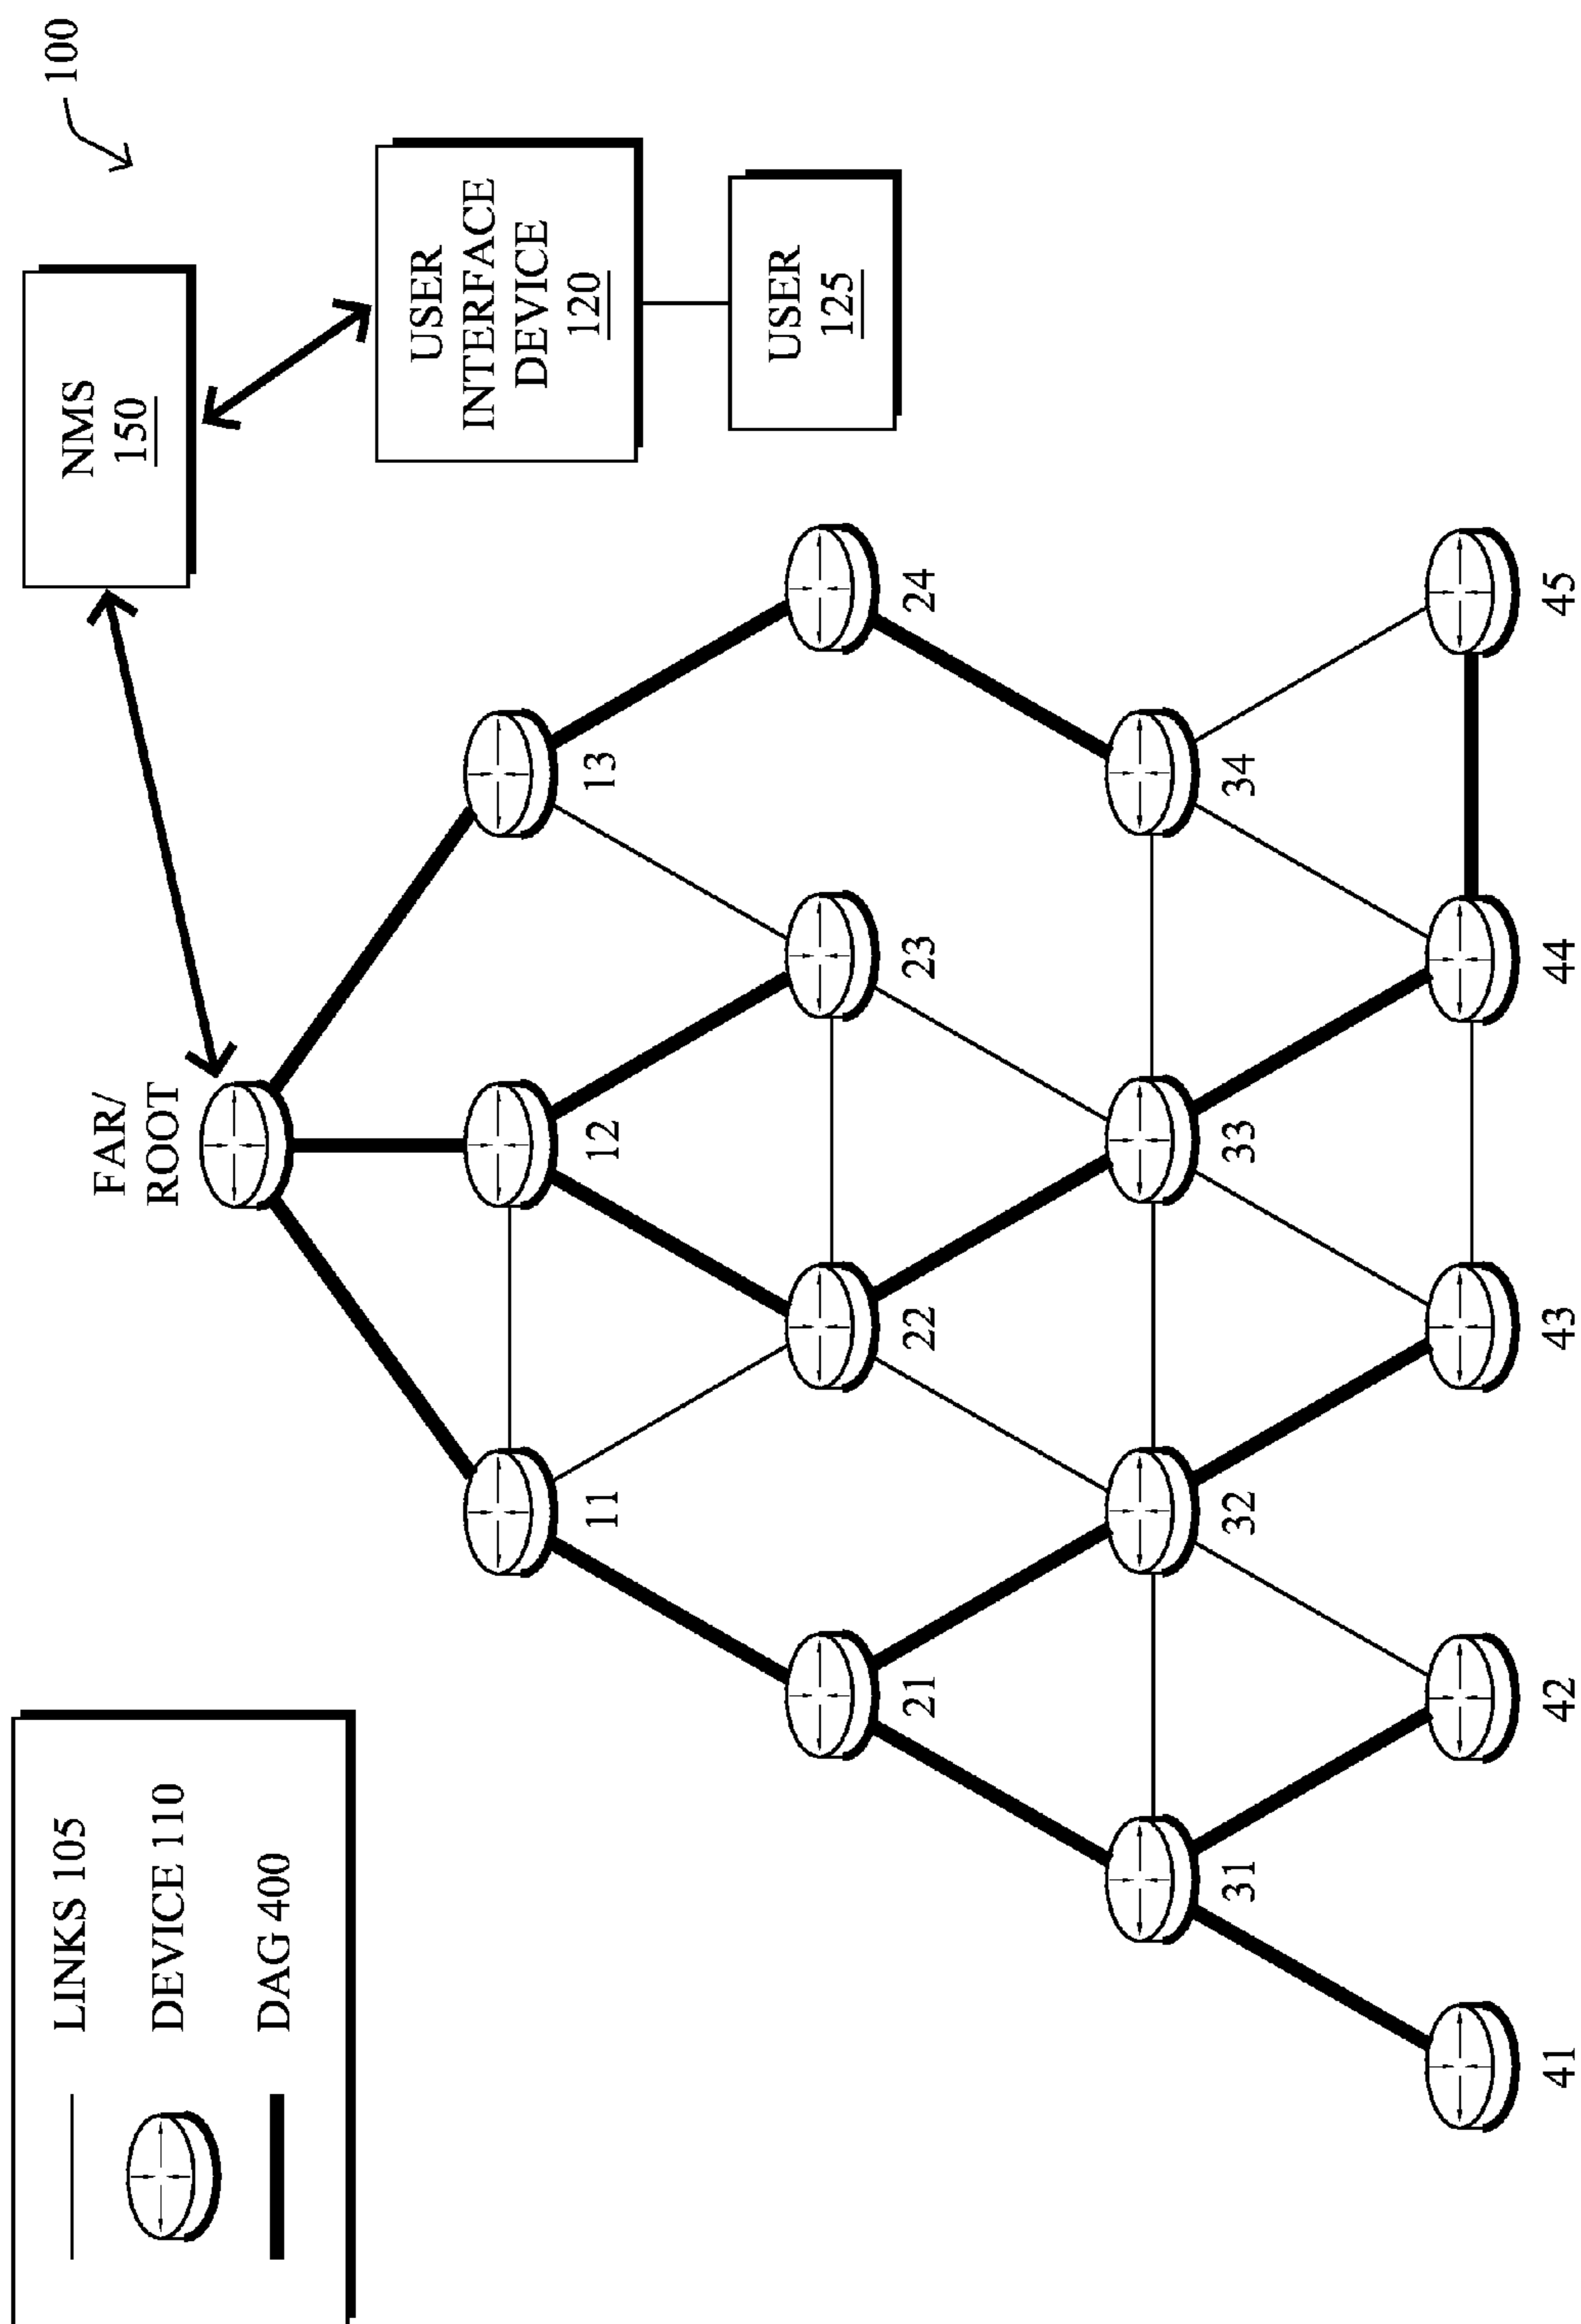 LINKS 105
DEVICE 110
DAG 400
100
NMS
150
USER
INTERFACE
DEVICE
120
USER
125
FAR/
ROOT
11
12
13
21
22
23
24
31
32
33
34
41
42
43
44
45